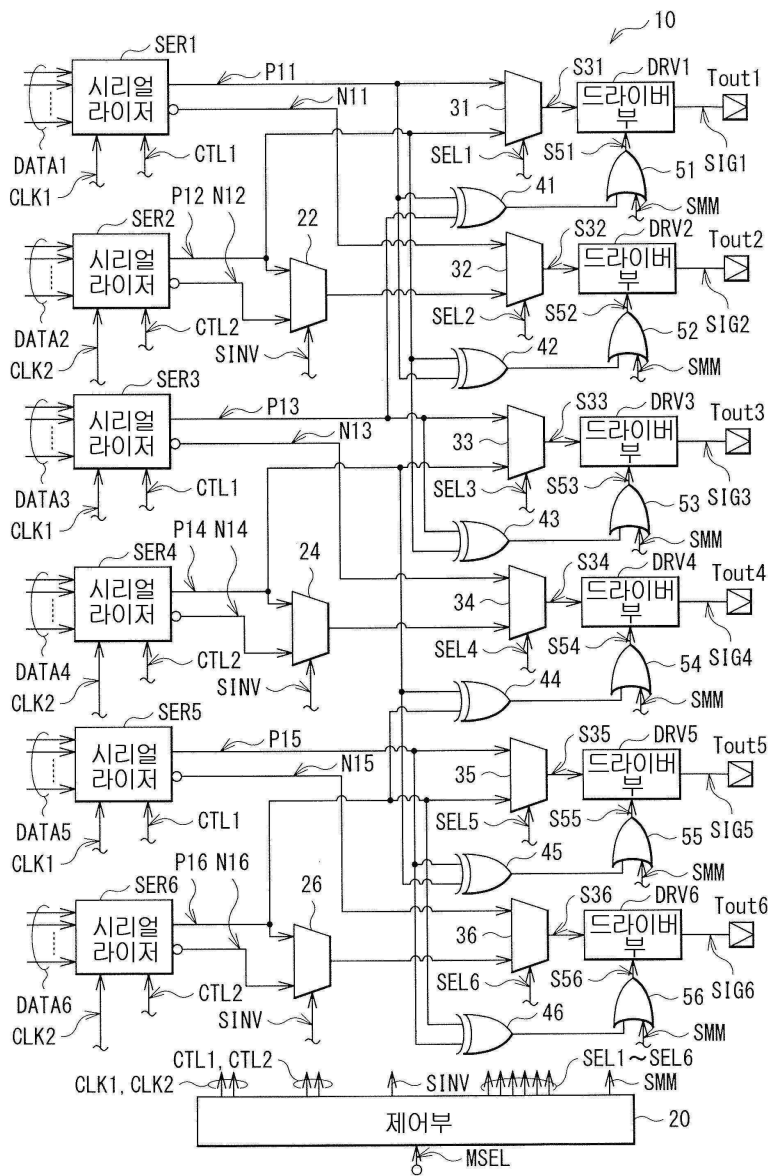 10
SER1
시리얼
라이저
P11
N11
DATA1
CLK1
CTL1
31
SEL1
S31
DRV1
드라이버
부
Tout1
SIG1
S51
51
SMM
41
SER2
시리얼
라이저
P12 N12
22
DATA2
CLK2
CTL2
SINV
32
SEL2
S32
DRV2
드라이버
부
Tout2
SIG2
S52
52
SMM
42
SER3
시리얼
라이저
P13
N13
DATA3
CLK1
CTL1
33
SEL3
S33
DRV3
드라이버
부
Tout3
SIG3
S53
53
SMM
43
SER4
시리얼
라이저
P14 N14
24
DATA4
CLK2
CTL2
SINV
34
SEL4
S34
DRV4
드라이버
부
Tout4
SIG4
S54
54
SMM
44
SER5
시리얼
라이저
P15
N15
DATA5
CLK1
CTL1
35
SEL5
S35
DRV5
드라이버
부
Tout5
SIG5
S55
55
SMM
45
SER6
시리얼
라이저
P16 N16
26
DATA6
CLK2
CTL2
SINV
36
SEL6
S36
DRV6
드라이버
부
Tout6
SIG6
S56
56
SMM
46
CLK1, CLK2
CTL1, CTL2
SINV
SEL1～SEL6
SMM
제어부
20
MSEL